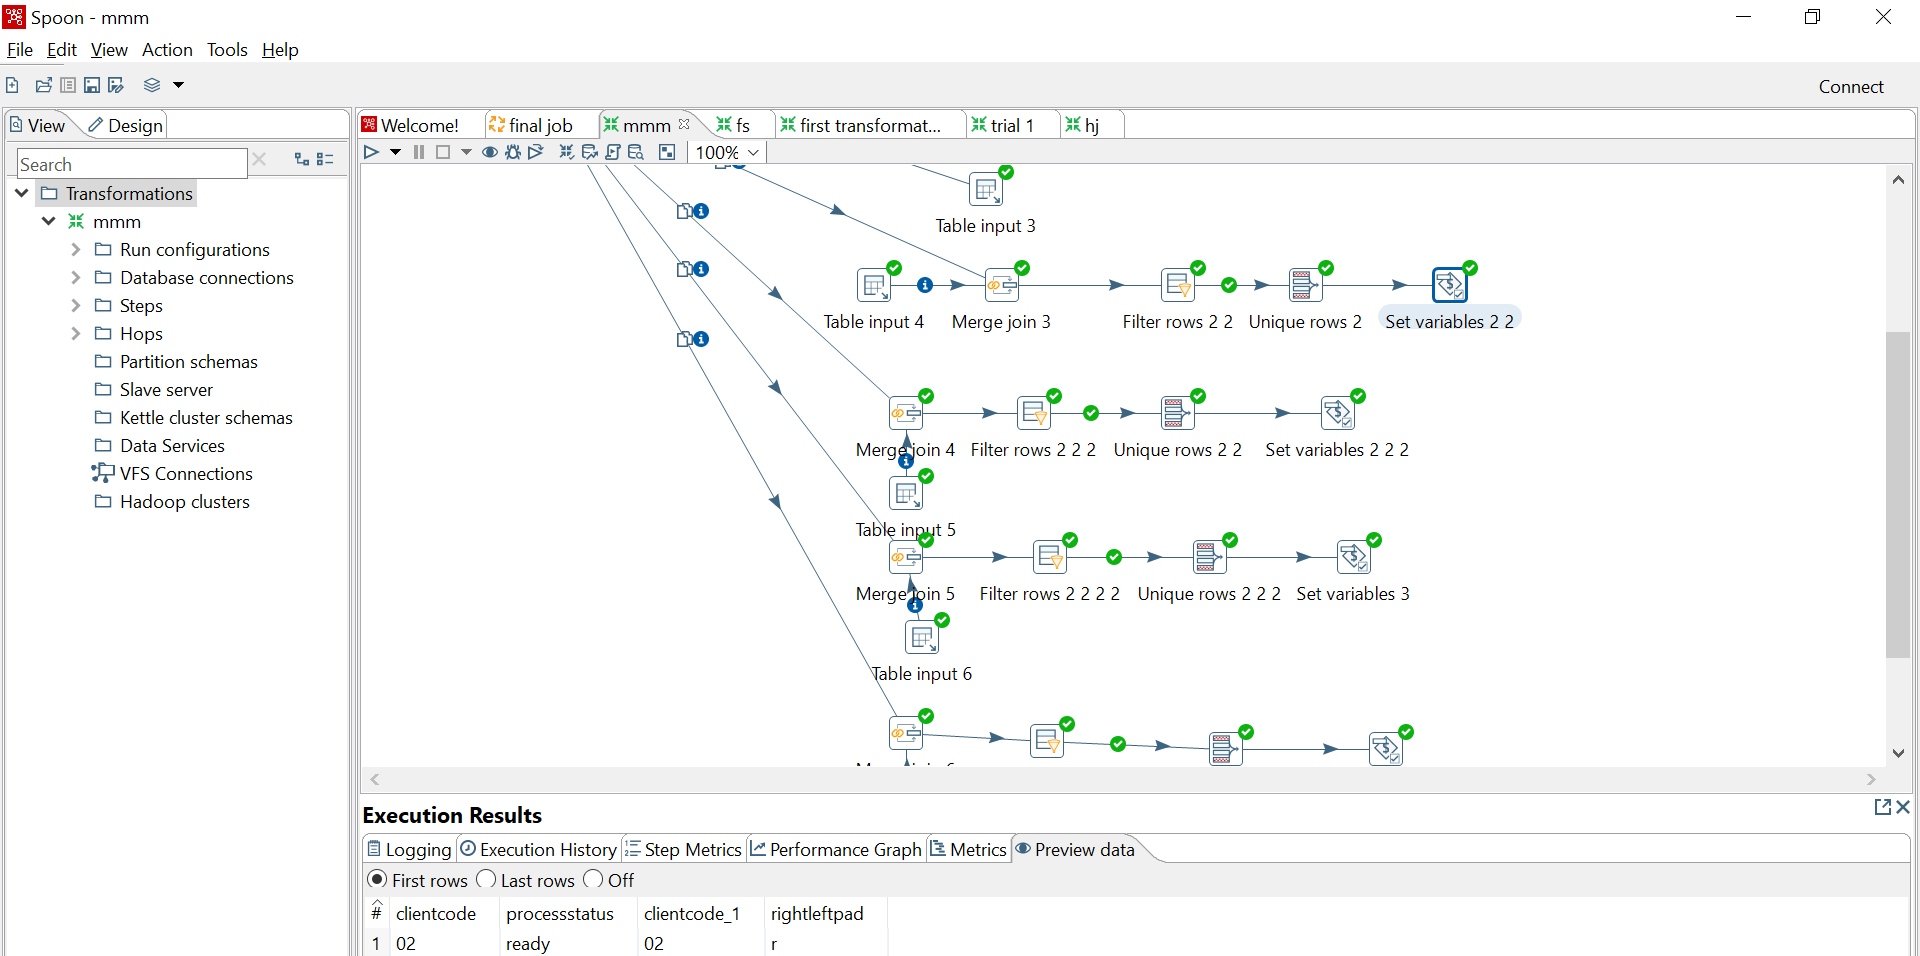 Spoon - mmm
File Edit View Action Tools Help
Connect
View Design
Welcome! final job mmm fs first transformat... trial 1 hj
Search
100%
Transformations
mmm
Run configurations
Database connections
Steps
Hops
Partition schemas
Slave server
Kettle cluster schemas
Data Services
VFS Connections
Hadoop clusters
Table input 3
Table input 4 Merge join 3 Filter rows 2 2 Unique rows 2 Set variables 2 2
Merge join 4 Filter rows 2 2 2 Unique rows 2 2 Set variables 2 2 2
Table input 5
Merge join 5 Filter rows 2 2 2 2 Unique rows 2 2 2 Set variables 3
Table input 6
Execution Results
Logging Execution History Step Metrics Performance Graph Metrics Preview data
First rows Last rows Off
# clientcode processstatus clientcode_1 rightleftpad
1 02 ready 02 r